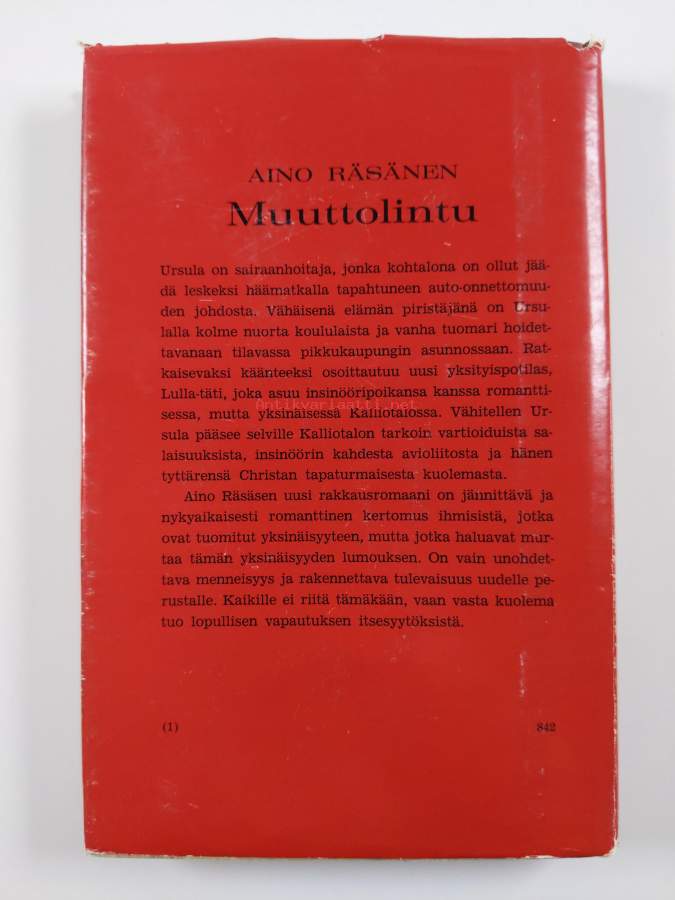 AINO RÄSÄNEN
Muuttolintu
Ursula on sairaanhoitaja, jonka kohtalona on ollut jää-
dä leskeksi häämatkalla tapahtuneen auto-onnettomuu-
den johdosta. Vähäisenä elämän piristäjänä on Ursu-
lalla kolme nuorta koululaista ja vanha tuomari hoidet-
tavanaan tilavassa pikkukaupungin asunnossaan. Rat-
kaisevaksi käänteeksi osoittautuu uusi yksityispotilas,
Lulla-täti, joka asuu insinööripoikansa kanssa romantti-
Antikvariaatti.net
sessa, mutta yksinäisessä Kalliotalossa. Vähitellen Ur-
sula pääsee selville Kalliotalon tarkoin vartioiduista sa-
laisuuksista, insinöörin kahdesta avioliitosta ja hänen
tyttärensä Christan tapaturmaisesta kuolemasta.
Aino Räsäsen uusi rakkausromaani on jännittävä ja
nykyaikaisesti romanttinen kertomus ihmisistä, jotka
ovat tuomitut yksinäisyyteen, mutta jotka haluavat mur-
taa tämän yksinäisyyden lumouksen. On vain unohdet-
tava menneisyys ja rakennettava tulevaisuus uudelle pe-
rustalle. Kaikille ei riitä tämäkään, vaan vasta kuolema
tuo lopullisen vapautuksen itsesyytöksistä.
(1) 842